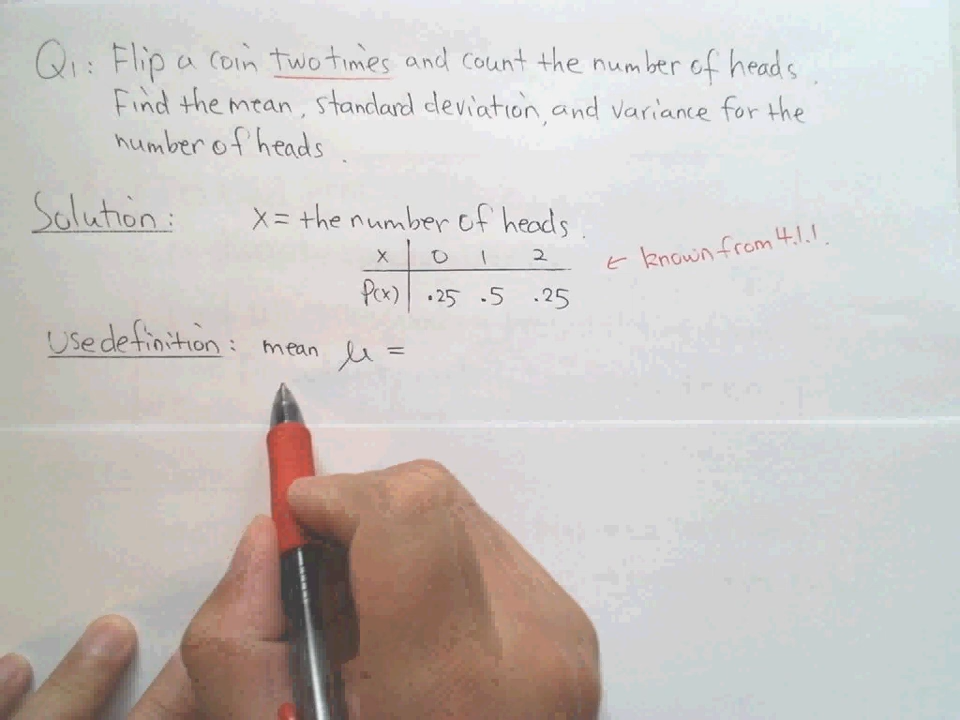 Q1: Flip a coin two times and count the number of heads.
Find the mean, standard deviation, and variance for the
number of heads.
Solution: X = the number of heads.
x 0 1 2
P(x) .25 .5 .25
← known from 4.1.1.
Use definition: mean μ =